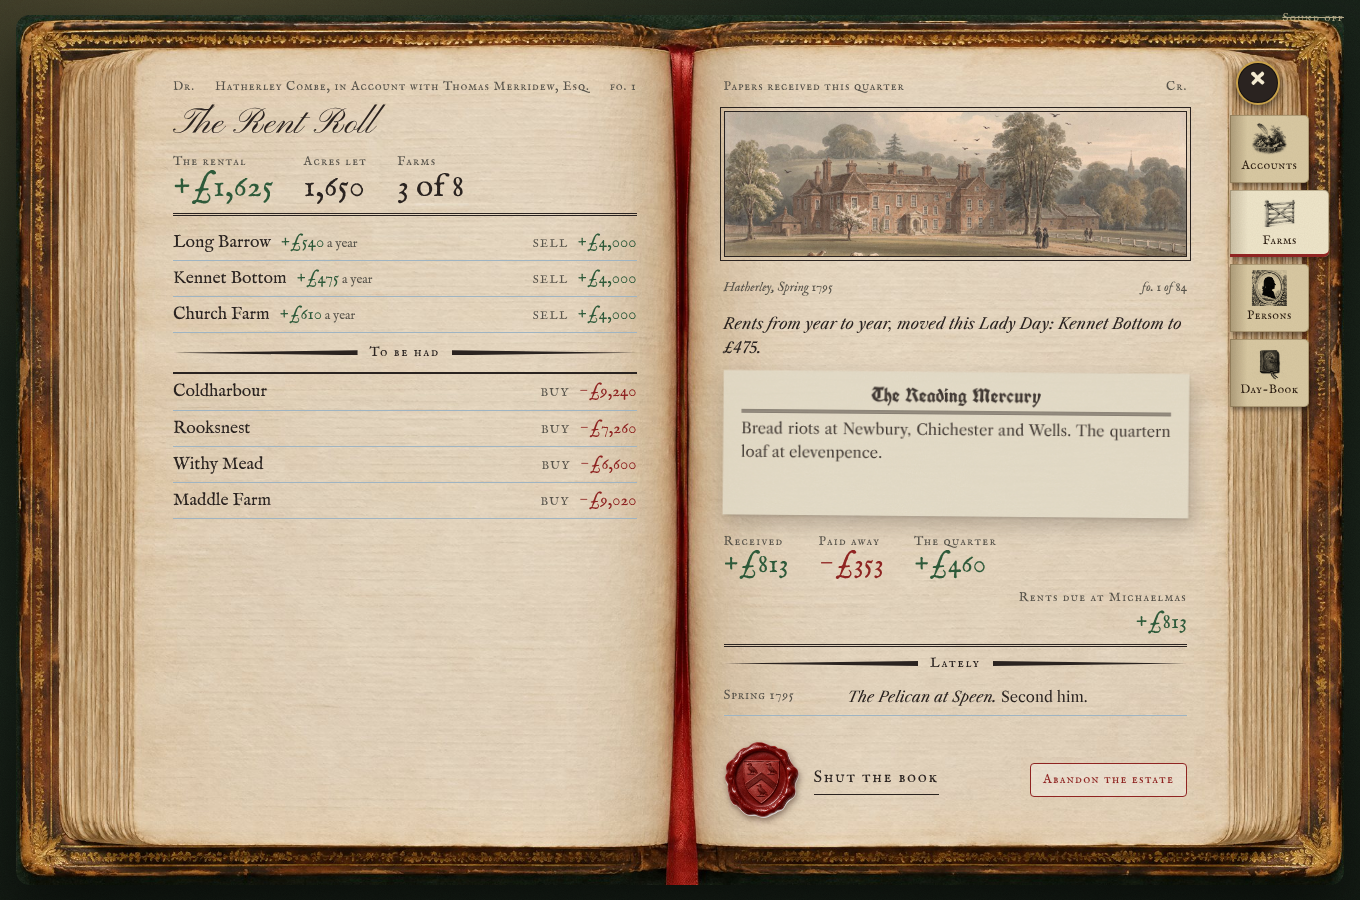 Sound off
Dr. Hatherley Combe, in Account with Thomas Merridew, Esq. fo. 1
The Rent Roll
The rental Acres let Farms
+£1,625 1,650 3 of 8
Long Barrow +£540 a year SELL +£4,000
Kennet Bottom +£475 a year SELL +£4,000
Church Farm +£610 a year SELL +£4,000
To be had
Coldharbour BUY −£9,240
Rooksnest BUY −£7,260
Withy Mead BUY −£6,600
Maddle Farm BUY −£9,020
Papers received this quarter Cr.
Hatherley, Spring 1795 fo. 1 of 84
Rents from year to year, moved this Lady Day: Kennet Bottom to
£475.
The Reading Mercury
Bread riots at Newbury, Chichester and Wells. The quartern
loaf at elevenpence.
Received Paid away The quarter
+£813 −£353 +£460
Rents due at Michaelmas
+£813
Lately
Spring 1795 The Pelican at Speen. Second him.
Shut the book Abandon the estate
×
Accounts
Farms
Persons
Day-Book